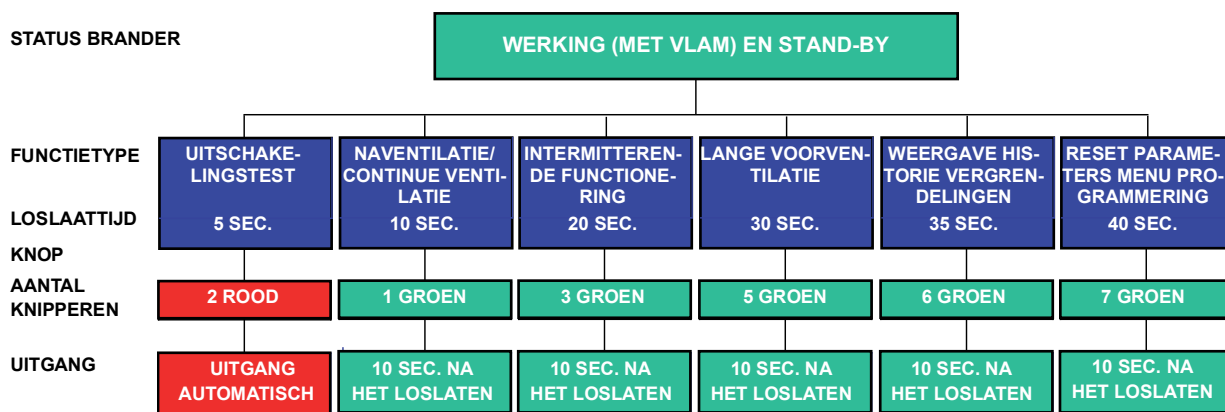 STATUS BRANDER
WERKING (MET VLAM) EN STAND-BY
FUNCTIETYPE
UITSCHAKE-
LINGSTEST
NAVENTILATIE/
CONTINUE VENTI-
LATIE
INTERMITTEREN-
DE FUNCTIONE-
RING
LANGE VOORVEN-
TILATIE
WEERGAVE HIS-
TORIE VERGREN-
DELINGEN
RESET PARAME-
TERS MENU PRO-
GRAMMERING
LOSLAATTIJD
KNOP
5 SEC.
10 SEC.
20 SEC.
30 SEC.
35 SEC.
40 SEC.
AANTAL
KNIPPEREN
2 ROOD
1 GROEN
3 GROEN
5 GROEN
6 GROEN
7 GROEN
UITGANG
UITGANG
AUTOMATISCH
10 SEC. NA
HET LOSLATEN
10 SEC. NA
HET LOSLATEN
10 SEC. NA
HET LOSLATEN
10 SEC. NA
HET LOSLATEN
10 SEC. NA
HET LOSLATEN